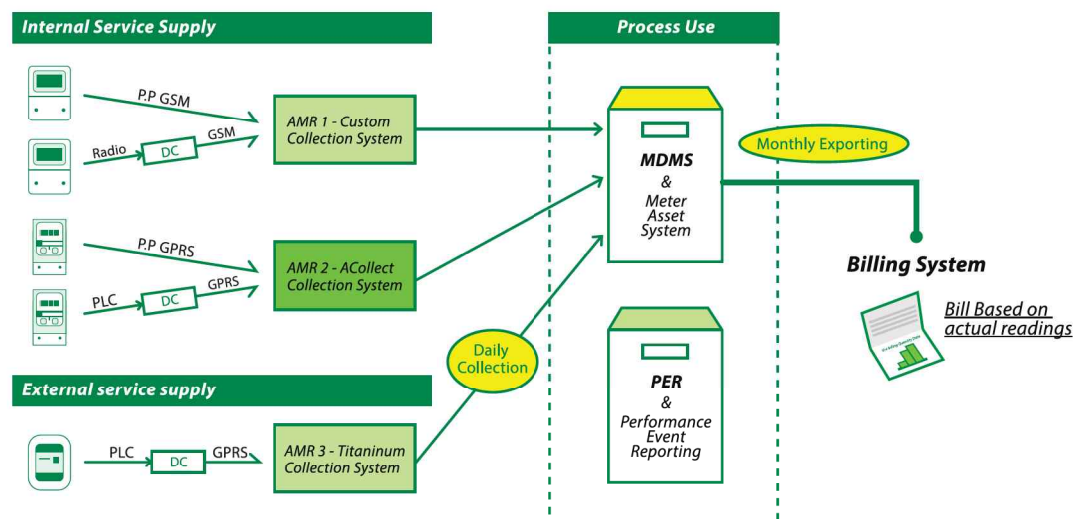 Internal Service Supply
P.P GSM
Radio
DC
GSM
AMR 1 - Custom
Collection System
P.P GPRS
PLC
DC
GPRS
AMR 2 - ACollect
Collection System
External service supply
PLC
DC
GPRS
AMR 3 - Titaninum
Collection System
Daily
Collection
Process Use
MDMS
&
Meter
Asset
System
PER
&
Performance
Event
Reporting
Monthly Exporting
Billing System
Bill Based on
actual readings